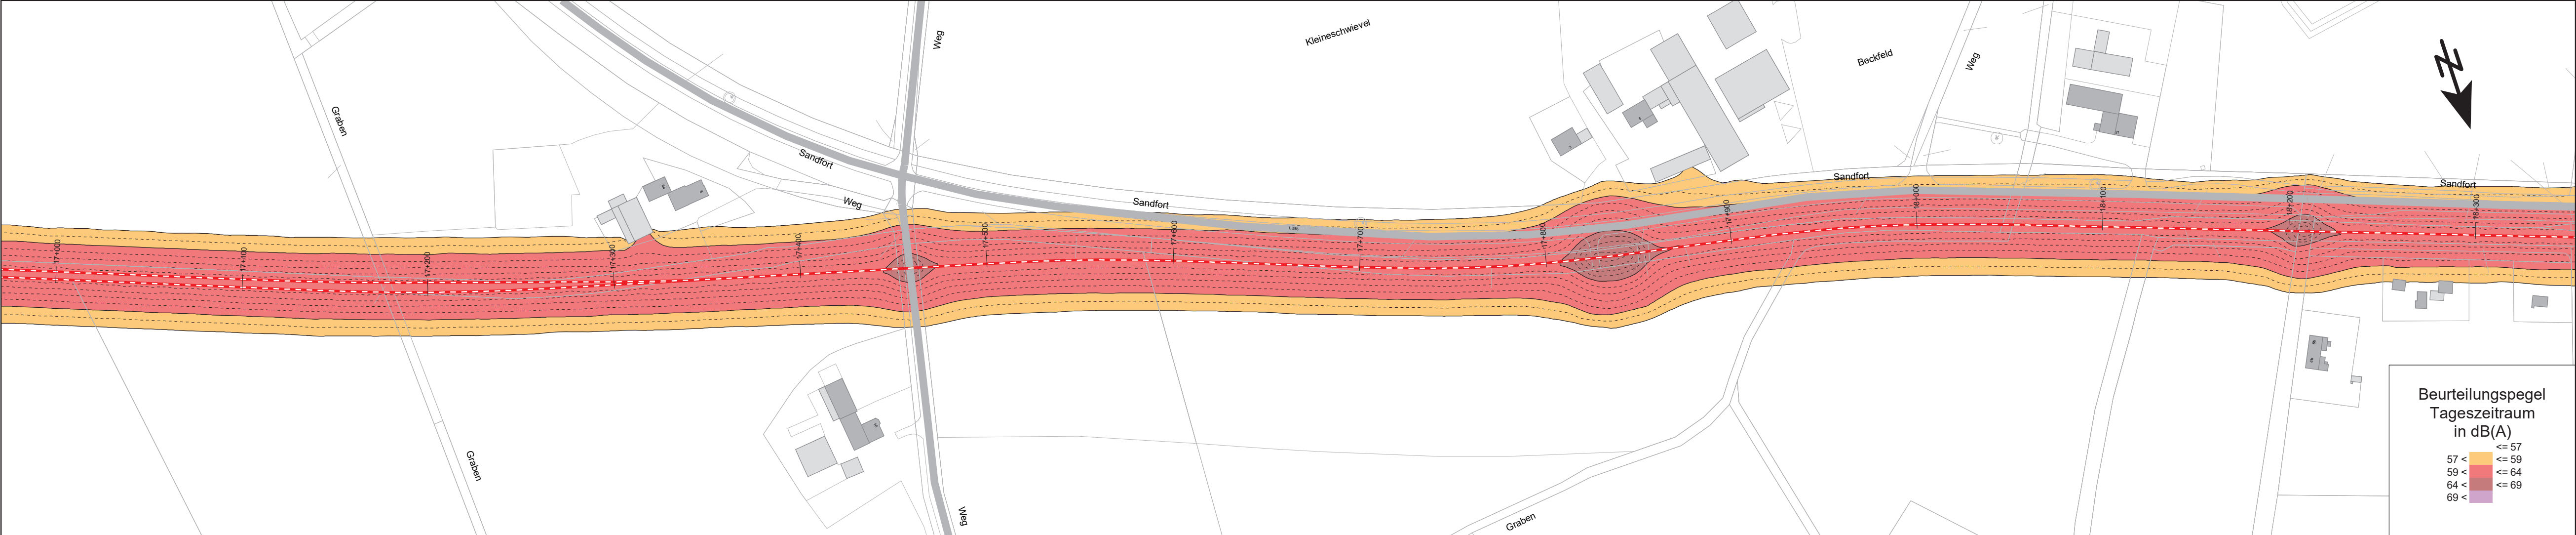 Weg
Kleineschwievel
Beckfeld
Weg
Graben
Sandfort
Sandfort
Sandfort
Weg
Sandfort
17+000
17+100
17+200
17+300
17+400
17+500
17+600
17+700
17+800
17+900
18+000
18+100
18+200
18+300
Graben
Weg
Graben
Beurteilungspegel
Tageszeitraum
in dB(A)
<= 57
57 < <= 59
59 < <= 64
64 < <= 69
69 <